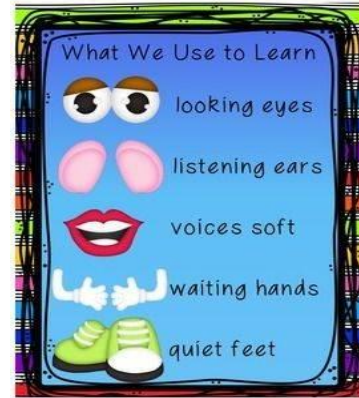 What We Use to Learn
looking eyes
listening ears
voices soft
waiting hands
quiet feet